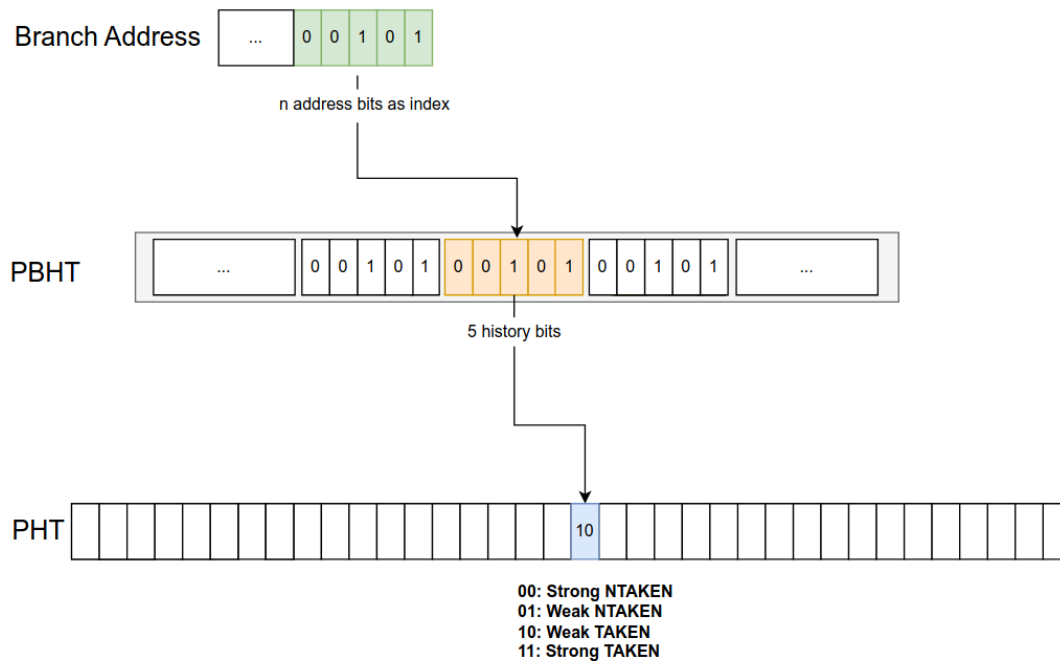 Branch Address ... 0 0 1 0 1
n address bits as index
PBHT ... 0 0 1 0 1 0 0 1 0 1 0 0 1 0 1 ...
5 history bits
PHT 10
00: Strong NTAKEN
01: Weak NTAKEN
10: Weak TAKEN
11: Strong TAKEN